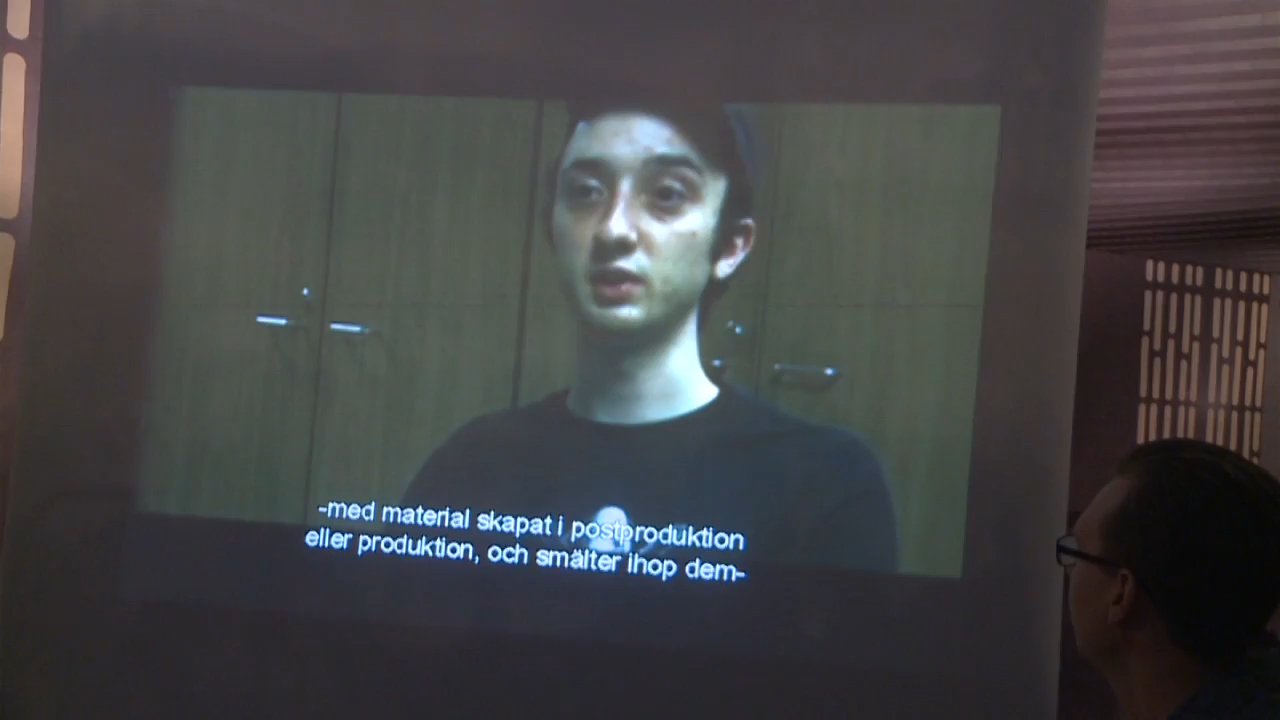 -med material skapat i postproduktion
eller produktion, och smälter ihop dem-